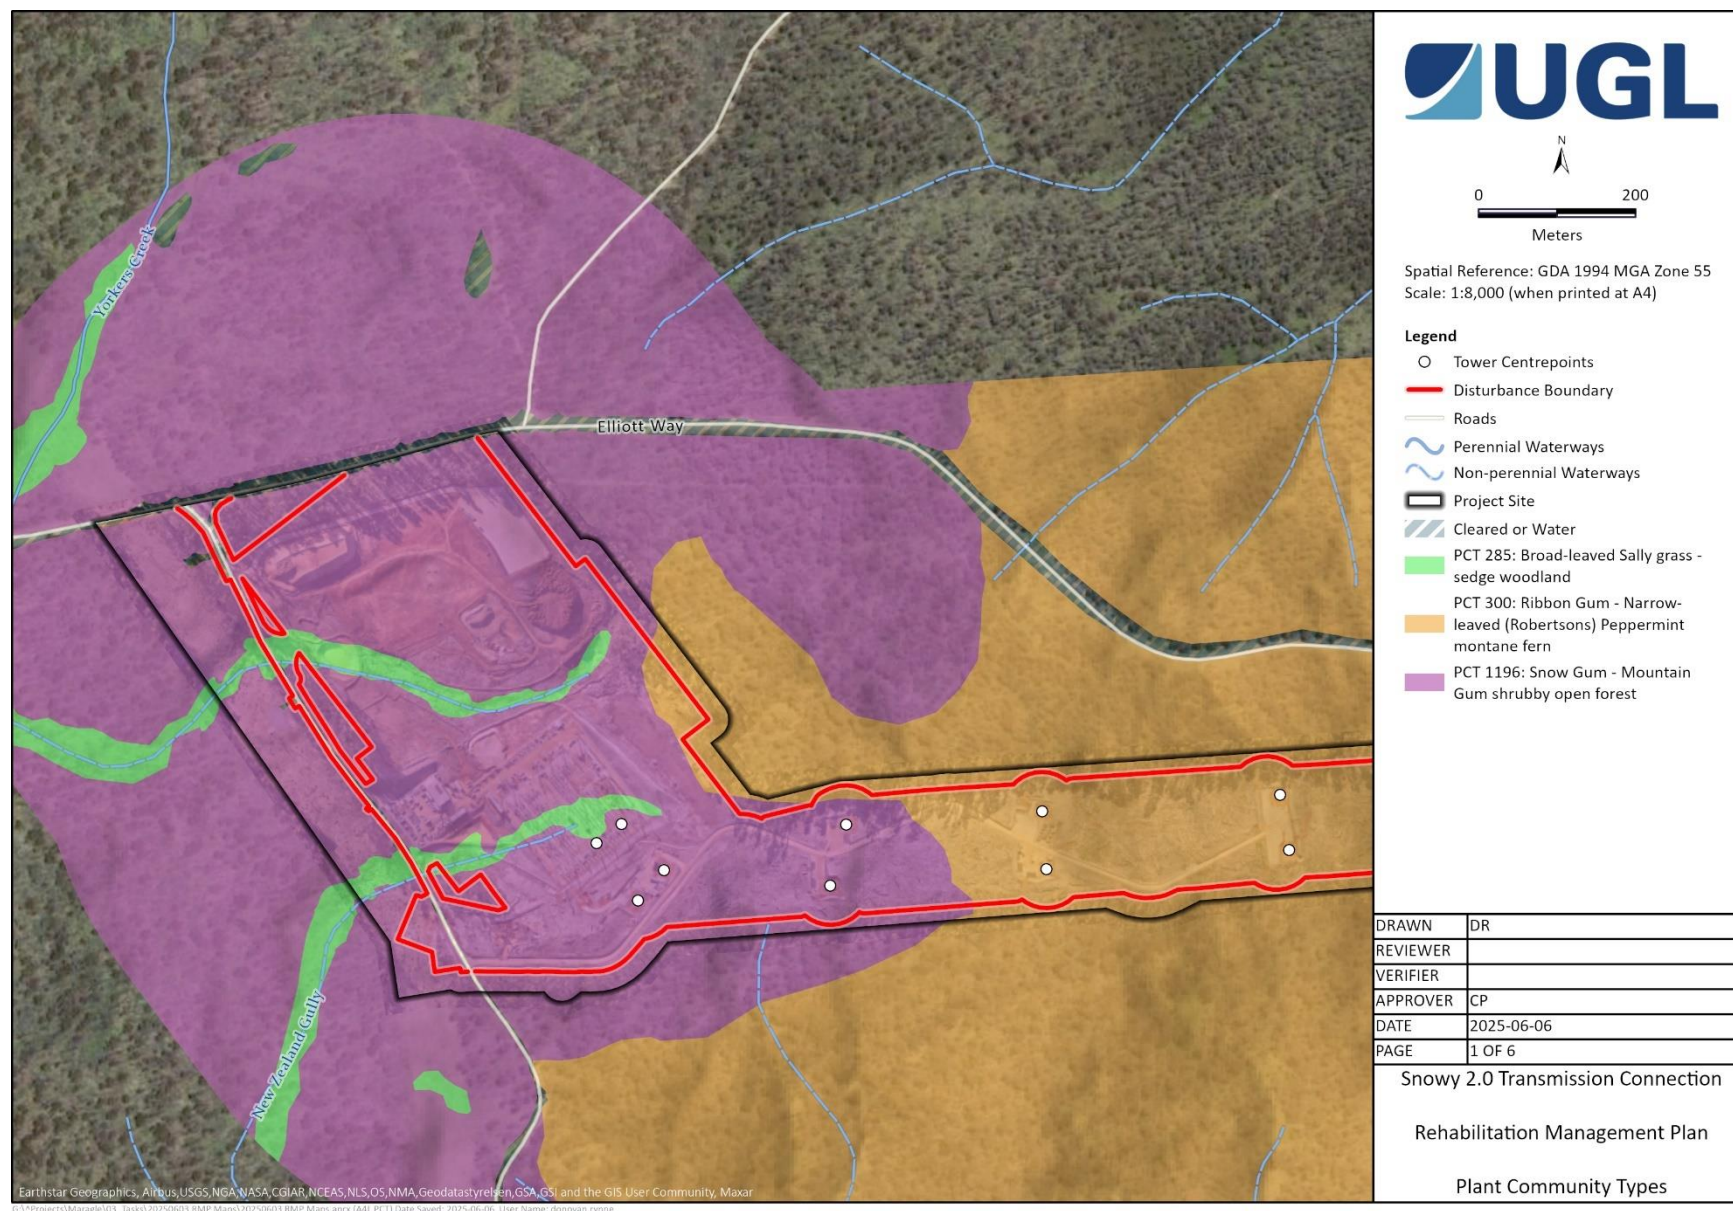 UGL
N
0 200
Meters
Spatial Reference: GDA 1994 MGA Zone 55
Scale: 1:8,000 (when printed at A4)
Legend
Tower Centrepoints
Disturbance Boundary
Roads
Perennial Waterways
Non-perennial Waterways
Project Site
Cleared or Water
PCT 285: Broad-leaved Sally grass -
sedge woodland
PCT 300: Ribbon Gum - Narrow-
leaved (Robertsons) Peppermint
montane fern
PCT 1196: Snow Gum - Mountain
Gum shrubby open forest
DRAWN DR
REVIEWER
VERIFIER
APPROVER CP
DATE 2025-06-06
PAGE 1 OF 6
Snowy 2.0 Transmission Connection
Rehabilitation Management Plan
Plant Community Types
Yorkers Creek
Elliott Way
New Zealand Gully
Earthstar Geographics, Airbus,USGS,NGA,NASA,CGIAR,NCEAS,NLS,OS,NMA,Geodatastyrelsen,GSA,GSI and the GIS User Community, Maxar